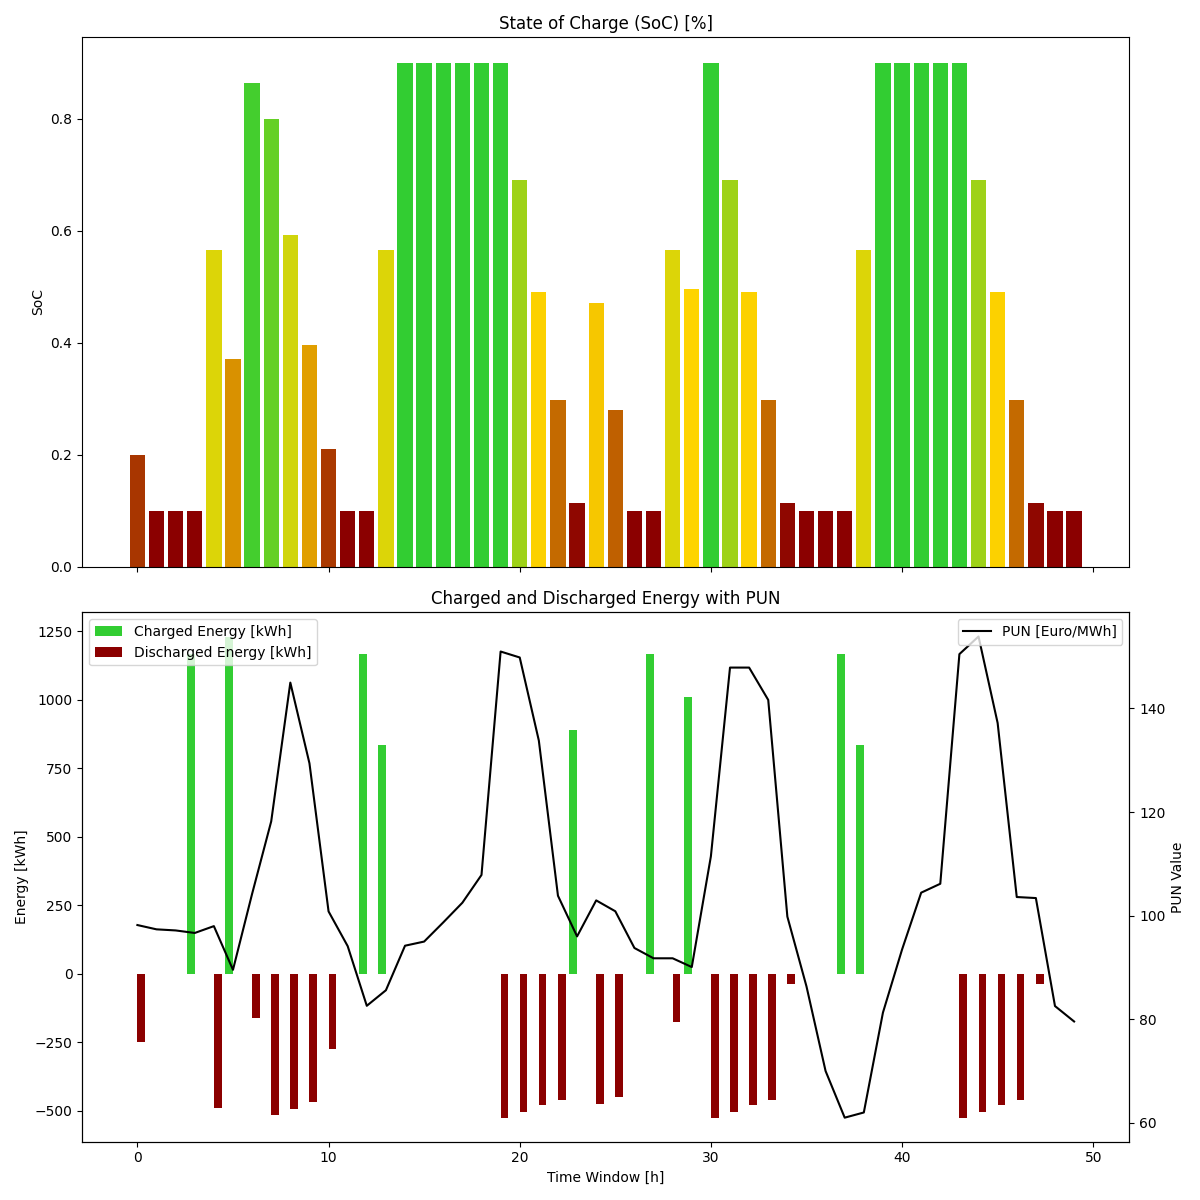 State of Charge (SoC) [%]
0.8
0.6
0.4
0.2
0.0
SoC
Charged and Discharged Energy with PUN
Charged Energy [kWh]
Discharged Energy [kWh]
PUN [Euro/MWh]
1250
1000
750
500
250
0
−250
−500
Energy [kWh]
140
120
100
80
60
PUN Value
0 10 20 30 40 50
Time Window [h]